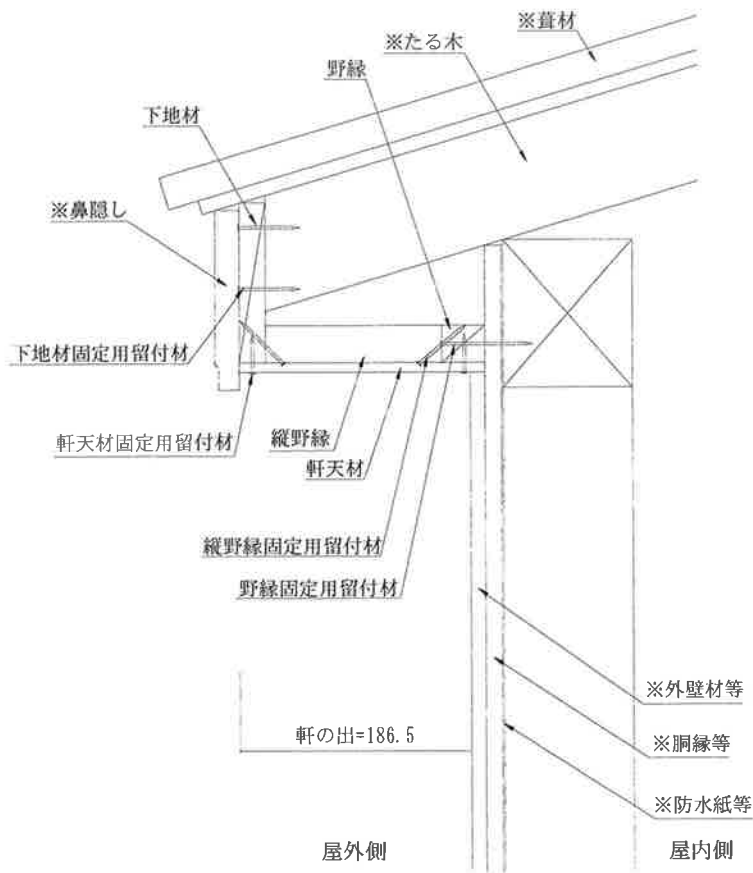 ※葺材
※たる木
野縁
下地材
※鼻隠し
下地材固定用留付材
軒天材固定用留付材
縦野縁
軒天材
縦野縁固定用留付材
野縁固定用留付材
※外壁材等
軒の出=186.5
※胴縁等
※防水紙等
屋外側
屋内側